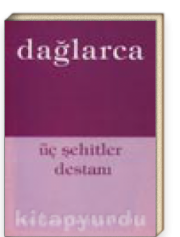 dağlarca
üç şehitler
destanı
kitapyurdu